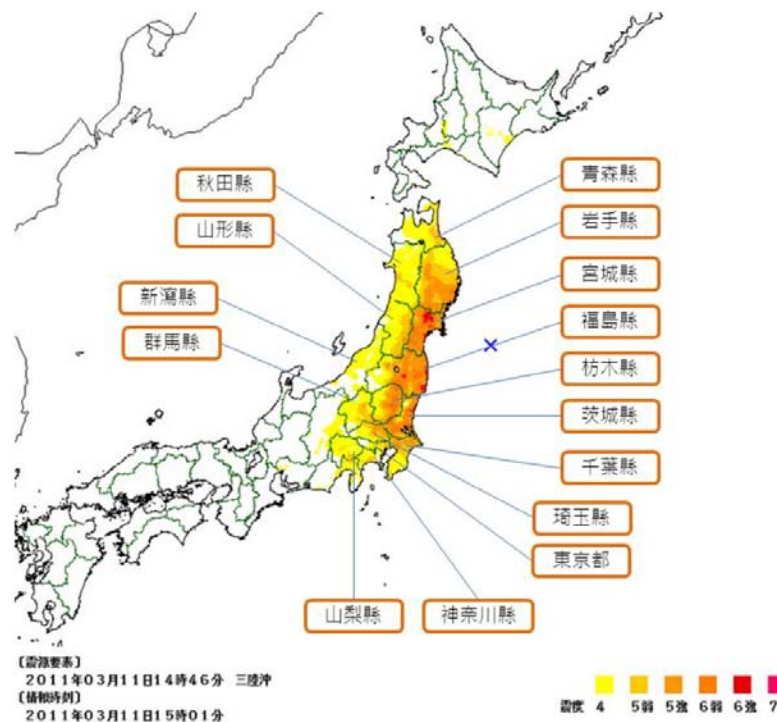 秋田縣
青森縣
山形縣
岩手縣
宮城縣
新瀉縣
福島縣
群馬縣
枋木縣
茨城縣
千葉縣
琦玉縣
東京都
山梨縣
神奈川縣
〔震源要素〕
2011年03月11日14時46分 三陸沖
〔情報時刻〕
2011年03月11日15時01分
震度 4 5弱 5強 6弱 6強 7